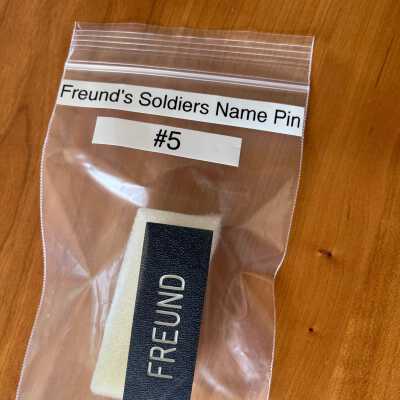 Freund's Soldiers Name Pin
#5
FREUND